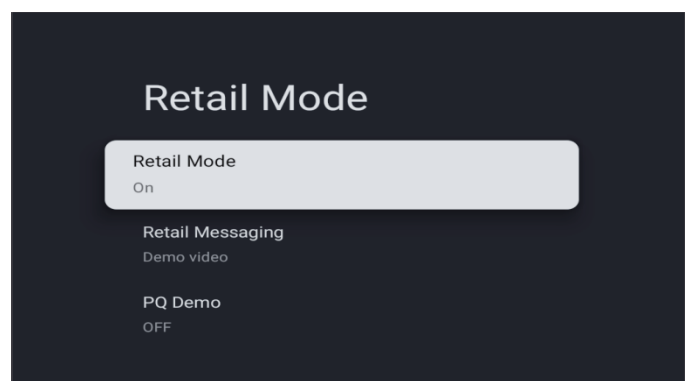 Retail Mode
Retail Mode
On
Retail Messaging
Demo video
PQ Demo
OFF